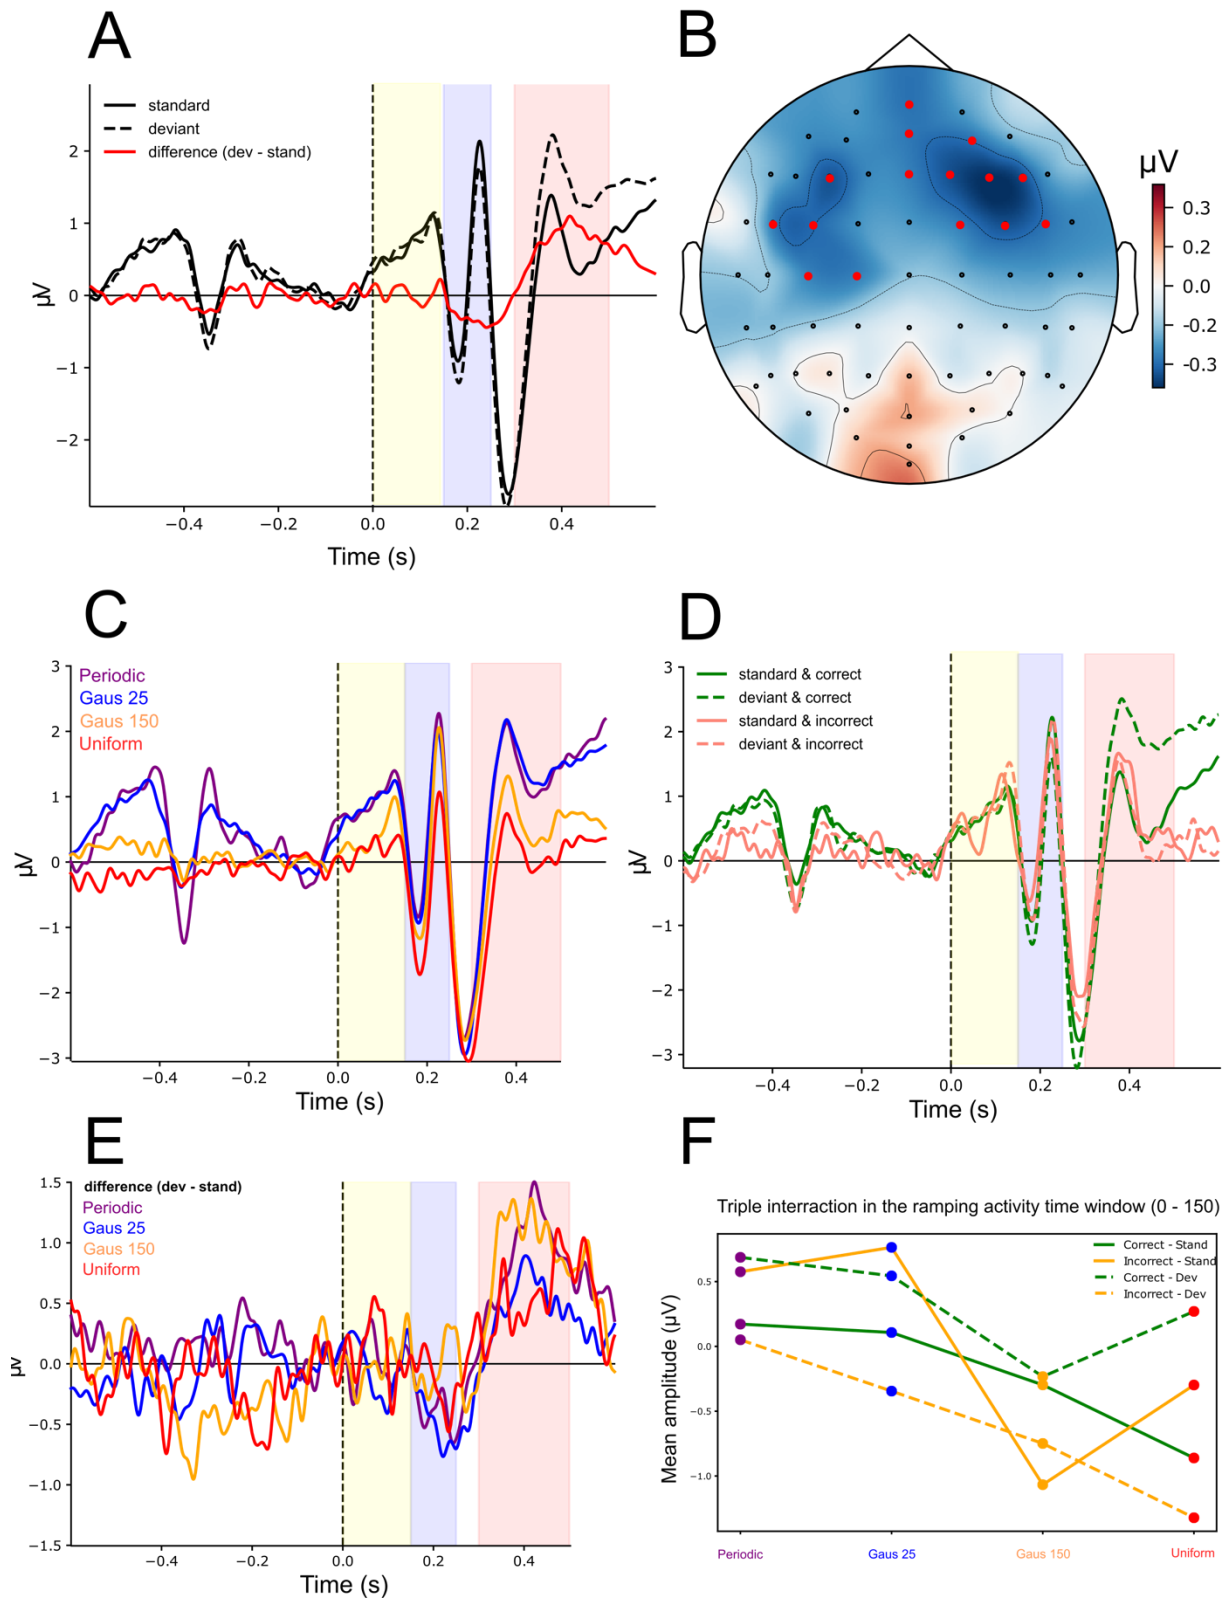 A
standard
deviant
difference (dev - stand)
2
1
0
−1
−2
µV
−0.4
−0.2
0.0
0.2
0.4
Time (s)
B
µV
0.3
0.2
0.0
-0.2
-0.3
C
Periodic
Gaus 25
Gaus 150
Uniform
3
2
1
0
−1
−2
−3
µV
−0.4
−0.2
0.0
0.2
0.4
Time (s)
D
standard & correct
deviant & correct
standard & incorrect
deviant & incorrect
3
2
1
0
−1
−2
−3
µV
−0.4
−0.2
0.0
0.2
0.4
Time (s)
E
difference (dev - stand)
Periodic
Gaus 25
Gaus 150
Uniform
1.5
1.0
0.5
0.0
−0.5
−1.0
−1.5
µV
−0.4
−0.2
0.0
0.2
0.4
Time (s)
F
Triple interraction in the ramping activity time window (0 - 150)
Correct - Stand
Incorrect - Stand
Correct - Dev
Incorrect - Dev
0.5
0.0
−0.5
−1.0
Mean amplitude (µV)
Periodic
Gaus 25
Gaus 150
Uniform